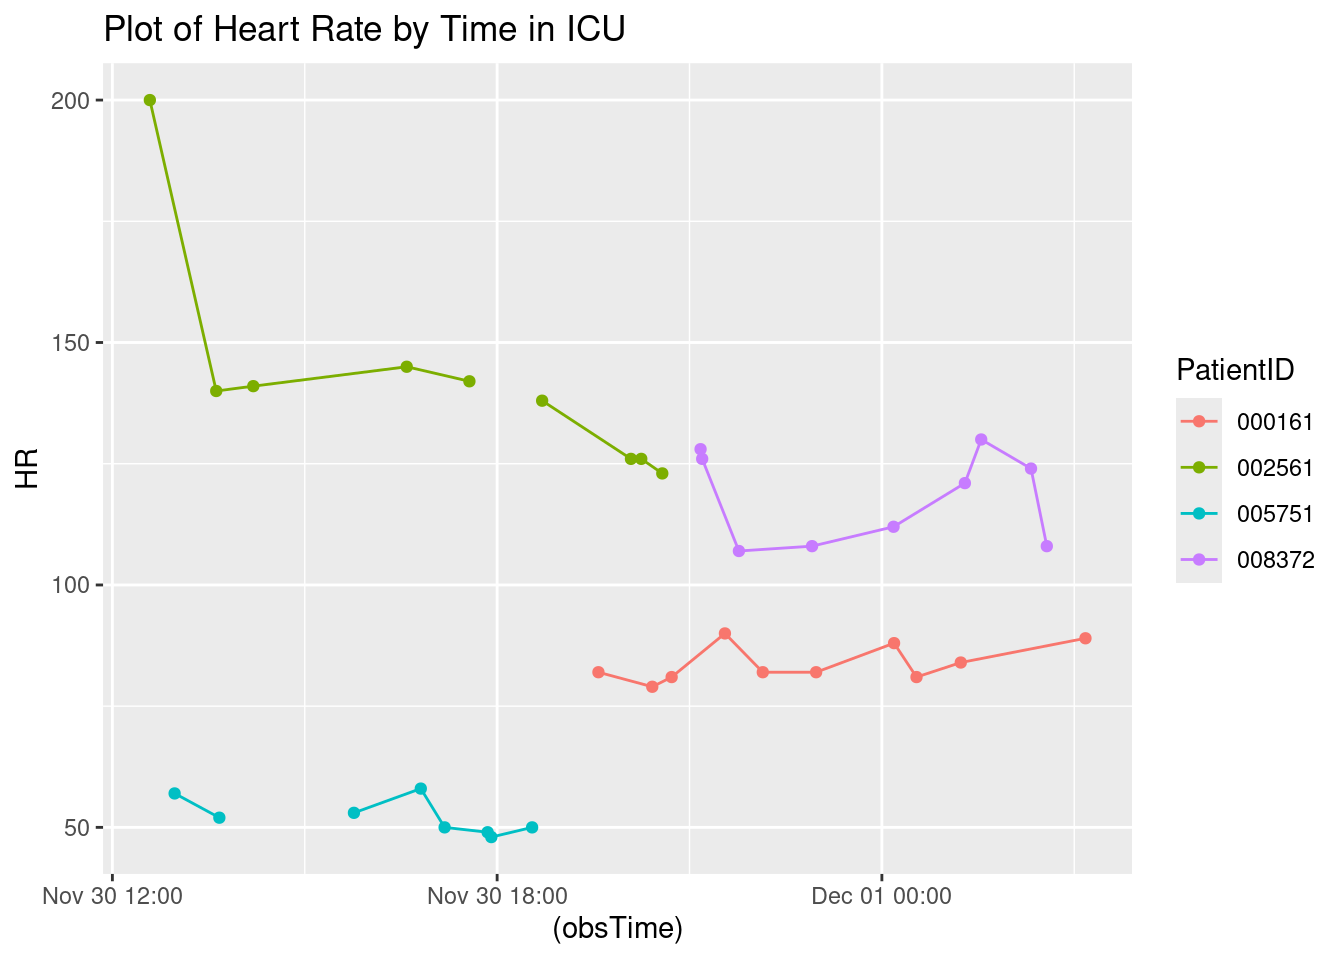 Plot of Heart Rate by Time in ICU
200
150
100
50
HR
Nov 30 12:00
Nov 30 18:00
Dec 01 00:00
(obsTime)
PatientID
000161
002561
005751
008372